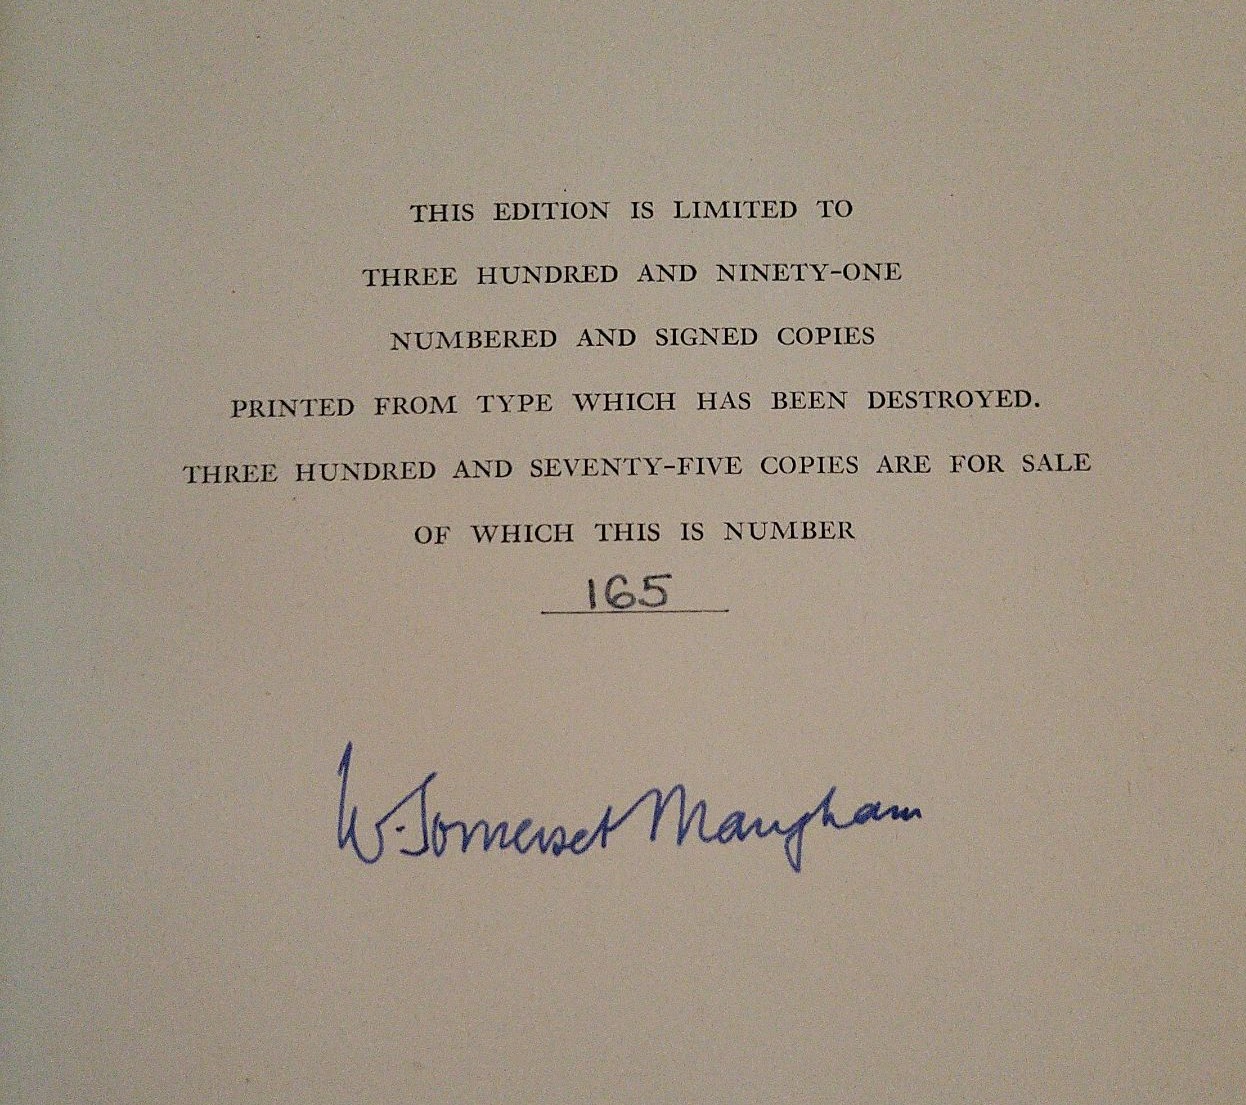 THIS EDITION IS LIMITED TO
THREE HUNDRED AND NINETY-ONE
NUMBERED AND SIGNED COPIES
PRINTED FROM TYPE WHICH HAS BEEN DESTROYED.
THREE HUNDRED AND SEVENTY-FIVE COPIES ARE FOR SALE
OF WHICH THIS IS NUMBER
165
W. Somerset Maugham